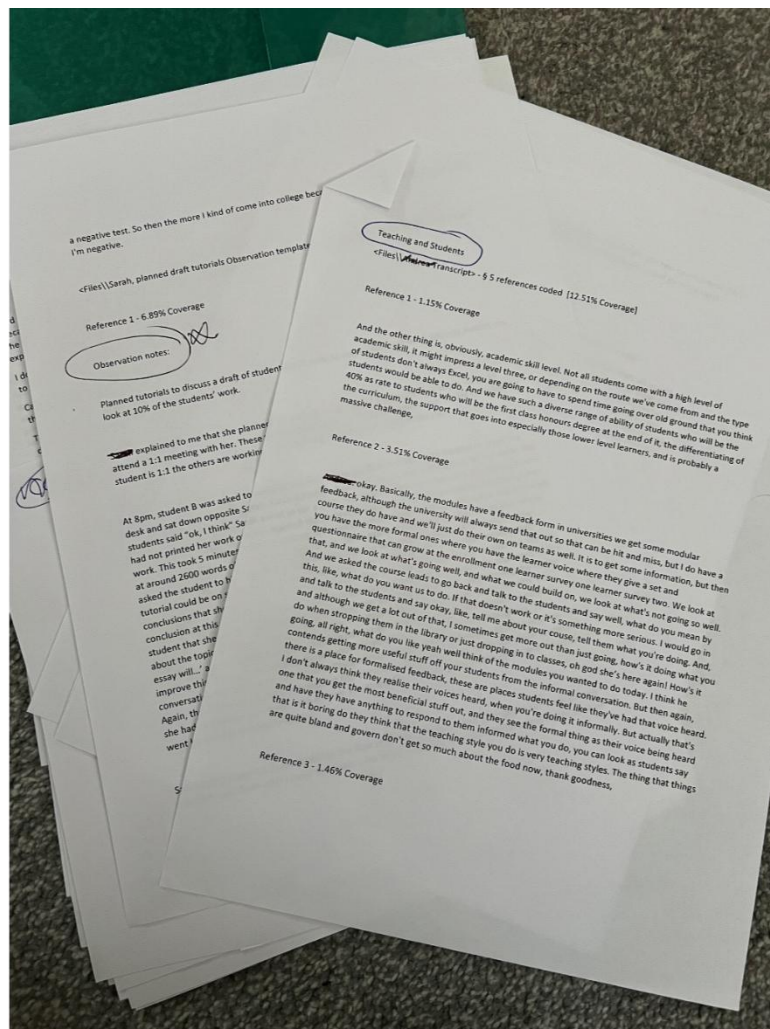 a negative test. So then the more I kind of come into college
I'm negative.
<Files\\Sarah, planned draft tutorials Observation template
Reference 1 - 6.89% Coverage
Observation notes:
Planned tutorials to discuss a draft of student
look at 10% of the students' work.
explained to me that she planne
attend a 1:1 meeting with her. These
student is 1:1 the others are workin
At 8pm, student B was asked to
desk and sat down opposite
students said "ok, I think"
had not printed her work o
work. This took 5 minute
at around 2600 words o
asked the student to
tutorial could be on
conclusions that sh
conclusion at this
student that she
about the topi
essay will…'
improve thi
conversati
Again, th
she had
went
Teaching and Students
<Files\\ Transcript> - § 5 references coded [12.51% Coverage]
Reference 1 - 1.15% Coverage
And the other thing is, obviously, academic skill level. Not all students come with a high level of
academic skill, it might impress a level three, or depending on the route we've come from and the type
of students don't always Excel, you are going to have to spend time going over old ground that you think
students would be able to do. And we have such a diverse range of ability of students who will be the
40% as rate to students who will be the first class honours degree at the end of it, the differentiating of
the curriculum, the support that goes into especially those lower level learners, and is probably a
massive challenge,
Reference 2 - 3.51% Coverage
okay. Basically, the modules have a feedback form in universities we get some modular
feedback, although the university will always send that out so that can be hit and miss, but I do have a
course they do have and we'll just do their own on teams as well. It is to get some information, but then
you have the more formal ones where you have the learner voice where they give a set and
questionnaire that can grow at the enrollment one learner survey one learner survey two. We look at
that, and we look at what's going well, and what we could build on, we look at what's not going so well.
And we asked the course leads to go back and talk to the students and say well, what do you mean by
this, like, what do you want us to do. If that doesn't work or it's something more serious. I would go in
and talk to the students and say okay, like, tell me about your couse, tell them what you're doing. And,
and although we get a lot out of that, I sometimes get more out than just going, how's it doing what you
do when stropping them in the library or just dropping in to classes, oh god she's here again! How's it
going, all right, what do you like yeah well think of the modules you wanted to do today. I think he
contends getting more useful stuff off your students from the informal conversation. But then again,
there is a place for formalised feedback, these are places students feel like they've had that voice heard.
I don't always think they realise their voices heard, when you're doing it informally. But actually that's
one that you get the most beneficial stuff out, and they see the formal thing as their voice being heard
and have they have anything to respond to them informed what you do, you can look as students say
that is it boring do they think that the teaching style you do is very teaching styles. The thing that things
are quite bland and govern don't get so much about the food now, thank goodness,
Reference 3 - 1.46% Coverage